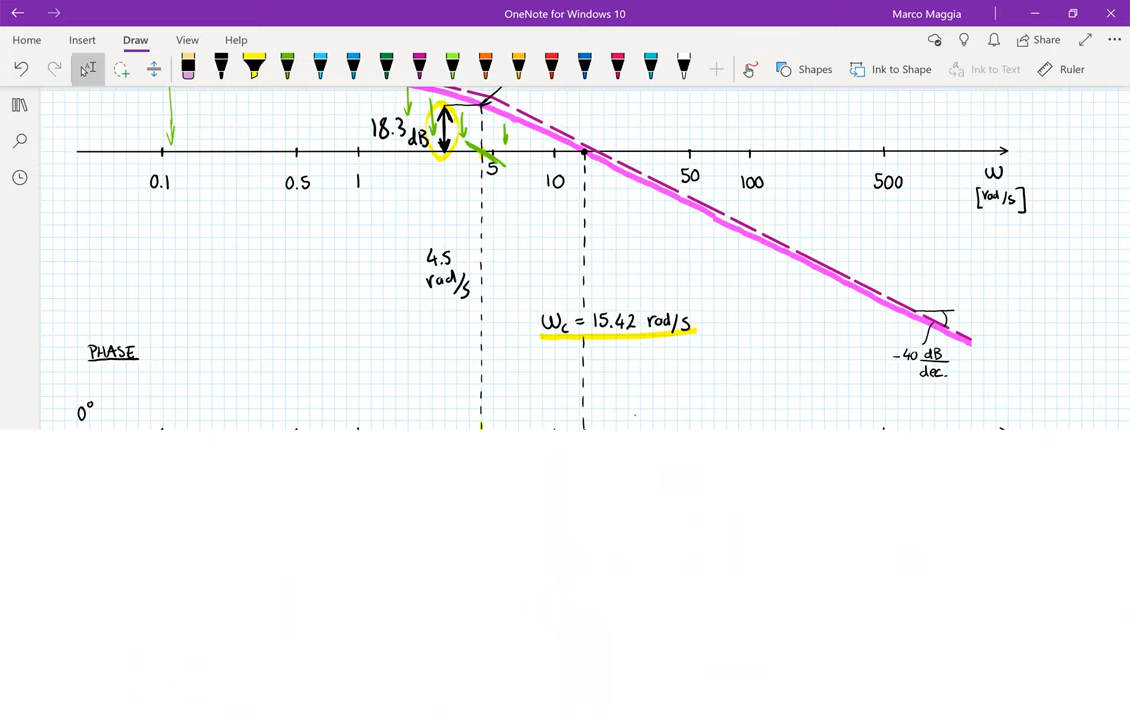 OneNote for Windows 10
Marco Maggia
Home
Insert
Draw
View
Help
Share
Shapes
Ink to Shape
Ink to Text
Ruler
18.3
dB
0.1
0.5
1
5
10
50
100
500
ω
[rad/s]
4.5
rad/s
ωc = 15.42 rad/s
-40 dB
dec.
PHASE
0°